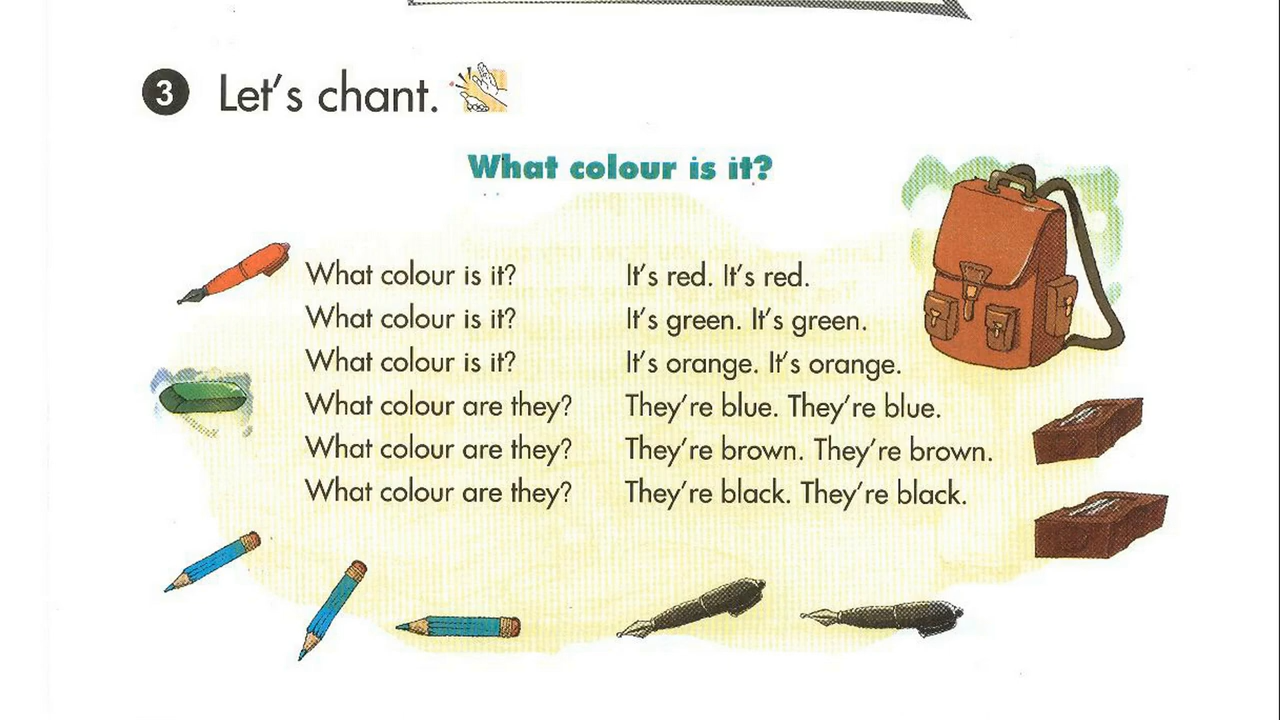 3 Let's chant.
What colour is it?
What colour is it? It's red. It's red.
What colour is it? It's green. It's green.
What colour is it? It's orange. It's orange.
What colour are they? They're blue. They're blue.
What colour are they? They're brown. They're brown.
What colour are they? They're black. They're black.